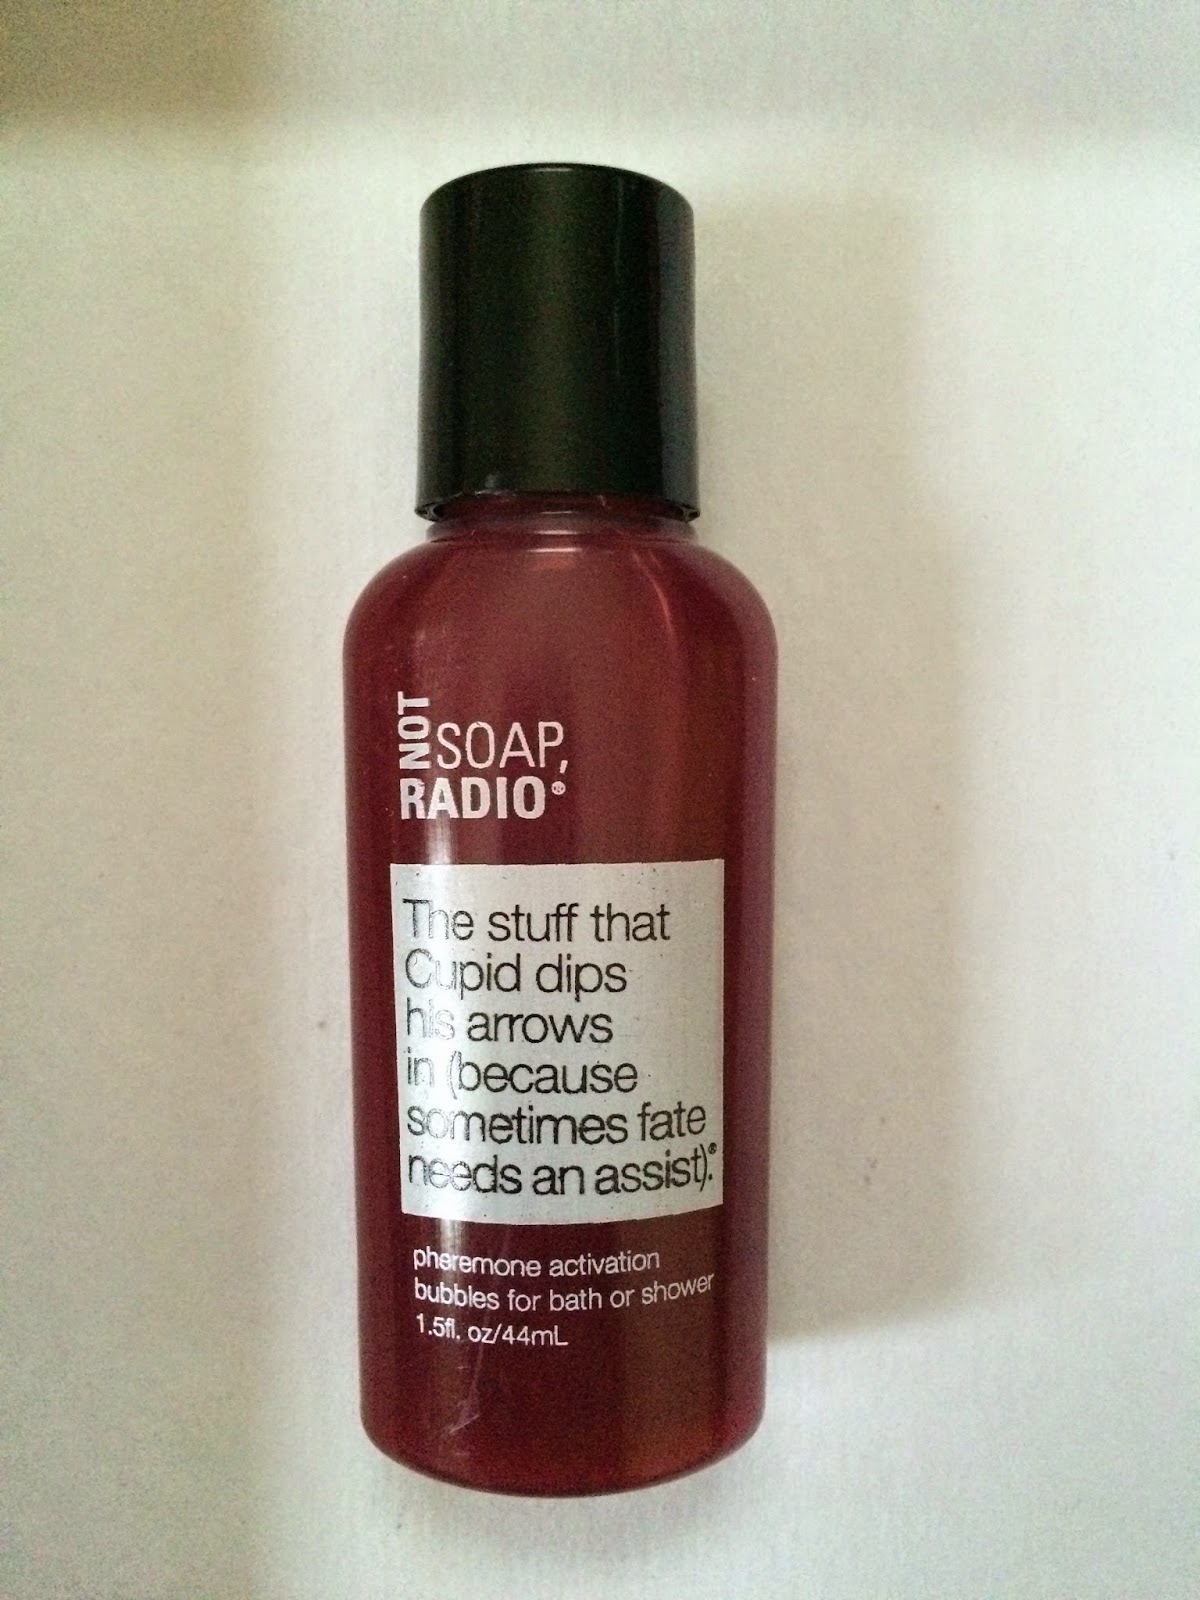 NOT
SOAP,
RADIO®
The stuff that
Cupid dips
his arrows
in (because
sometimes fate
needs an assist).®
pheremone activation
bubbles for bath or shower
1.5fl. oz/44mL